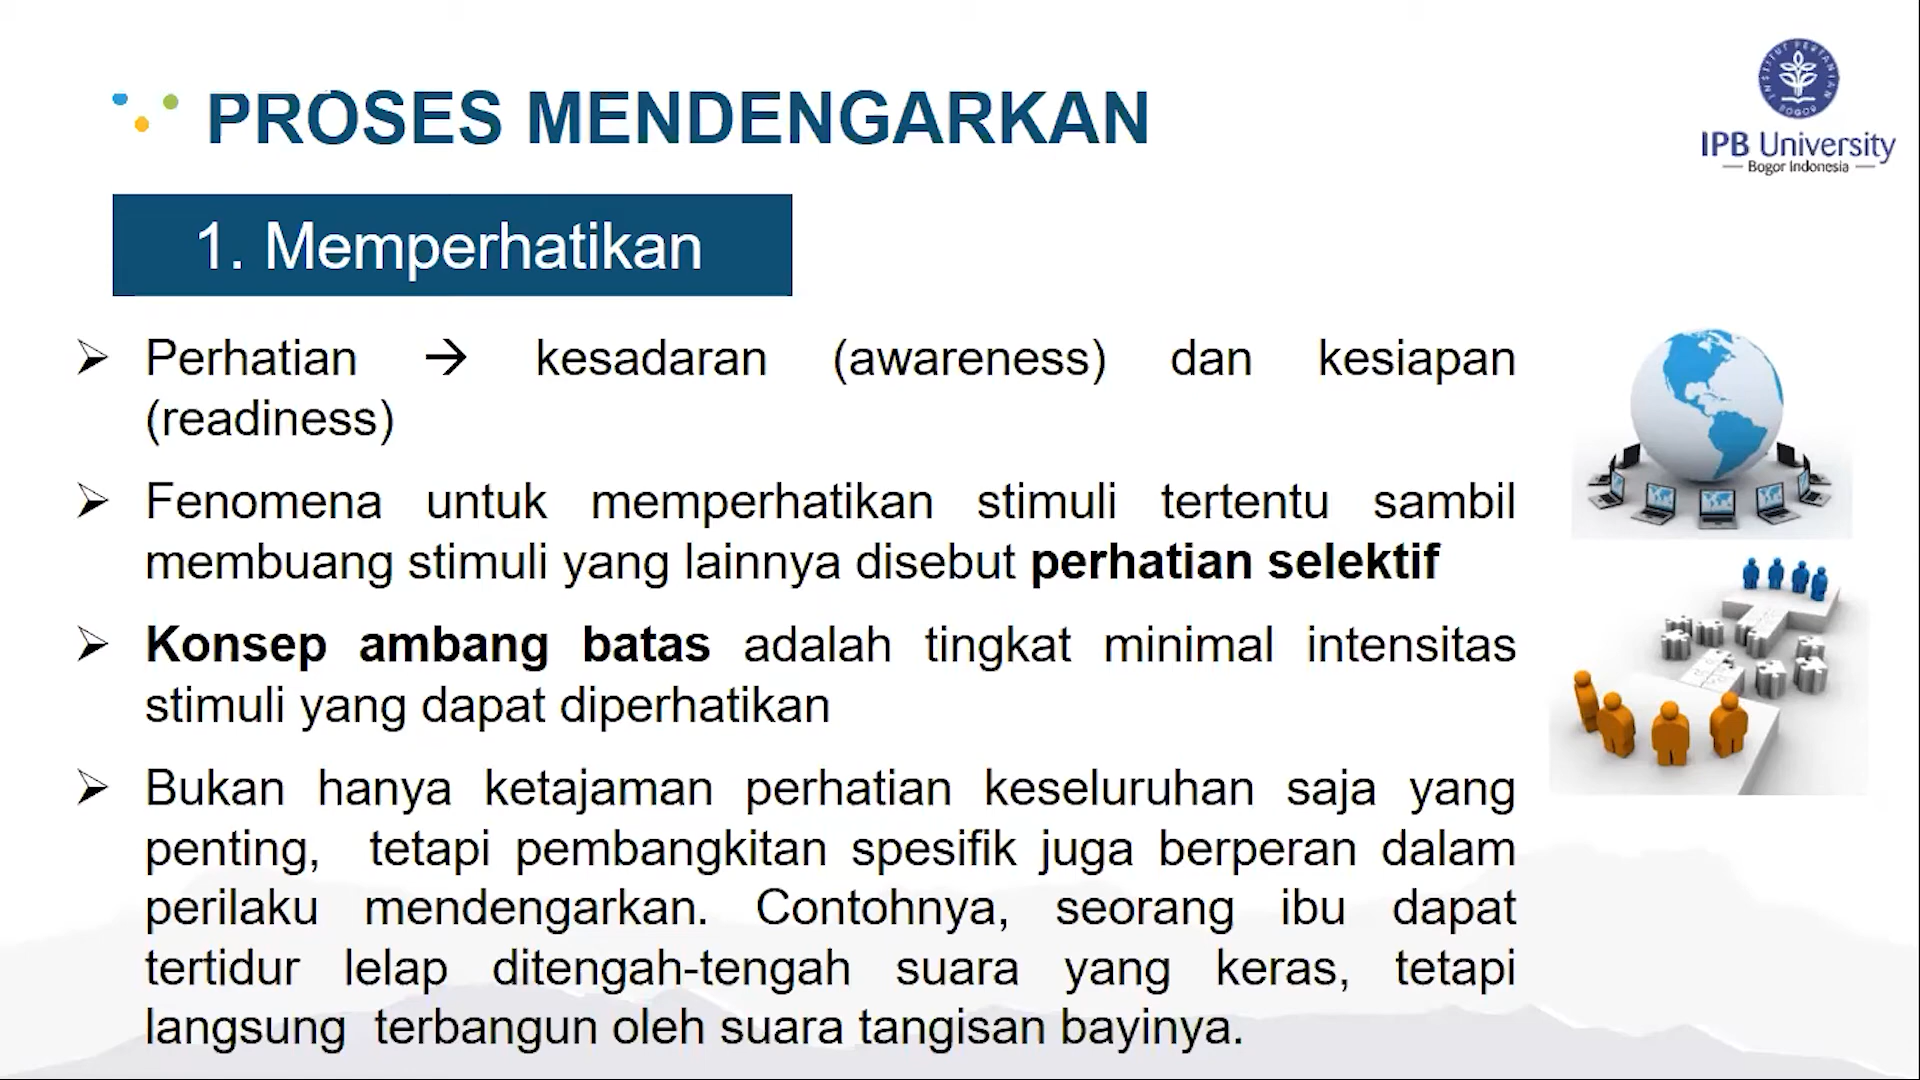 PROSES MENDENGARKAN
INSTITUT PERTANIAN BOGOR
IPB University
Bogor Indonesia
1. Memperhatikan
➢ Perhatian → kesadaran (awareness) dan kesiapan
(readiness)
➢ Fenomena untuk memperhatikan stimuli tertentu sambil
membuang stimuli yang lainnya disebut perhatian selektif
➢ Konsep ambang batas adalah tingkat minimal intensitas
stimuli yang dapat diperhatikan
➢ Bukan hanya ketajaman perhatian keseluruhan saja yang
penting, tetapi pembangkitan spesifik juga berperan dalam
perilaku mendengarkan. Contohnya, seorang ibu dapat
tertidur lelap ditengah-tengah suara yang keras, tetapi
langsung terbangun oleh suara tangisan bayinya.